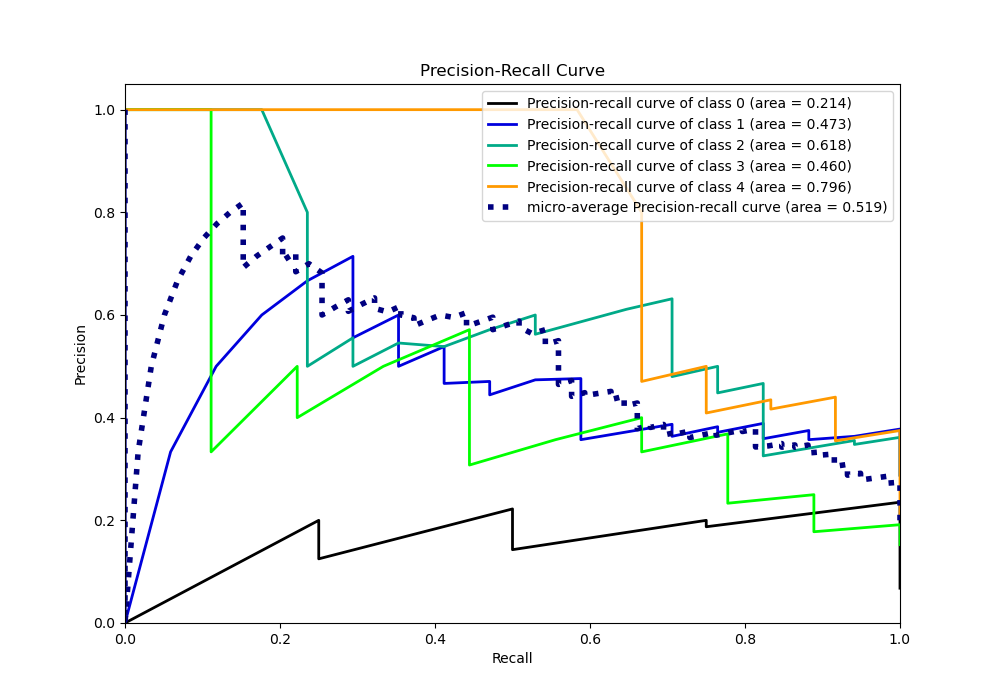 Precision-Recall Curve
1.0
0.8
0.6
0.4
0.2
0.0
Precision
Precision-recall curve of class 0 (area = 0.214)
Precision-recall curve of class 1 (area = 0.473)
Precision-recall curve of class 2 (area = 0.618)
Precision-recall curve of class 3 (area = 0.460)
Precision-recall curve of class 4 (area = 0.796)
micro-average Precision-recall curve (area = 0.519)
0.0 0.2 0.4 0.6 0.8 1.0
Recall